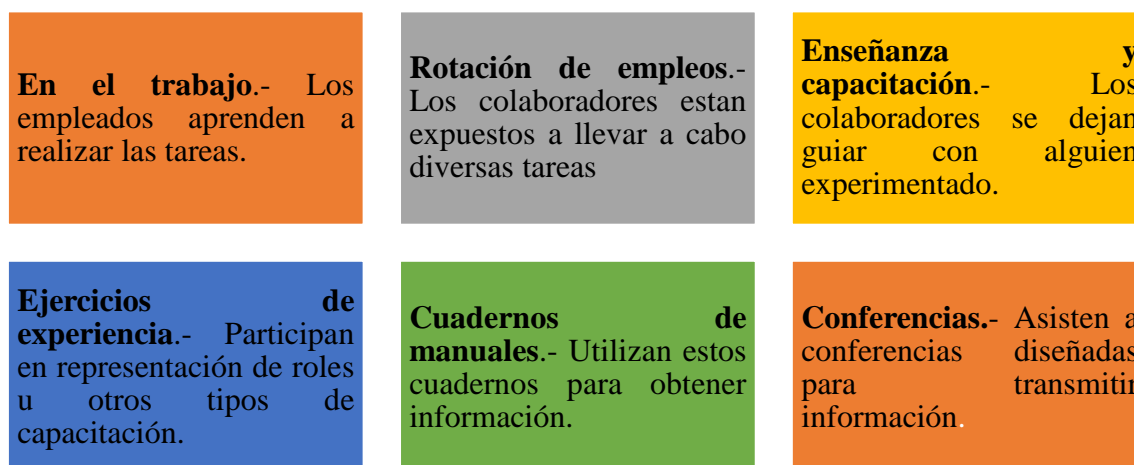 En el trabajo.- Los
empleados aprenden a
realizar las tareas.
Rotación de empleos.-
Los colaboradores estan
expuestos a llevar a cabo
diversas tareas
Enseñanza y
capacitación.- Los
colaboradores se dejan
guiar con alguien
experimentado.
Ejercicios de
experiencia.- Participan
en representación de roles
u otros tipos de
capacitación.
Cuadernos de
manuales.- Utilizan estos
cuadernos para obtener
información.
Conferencias.- Asisten a
conferencias diseñadas
para transmitir
información.